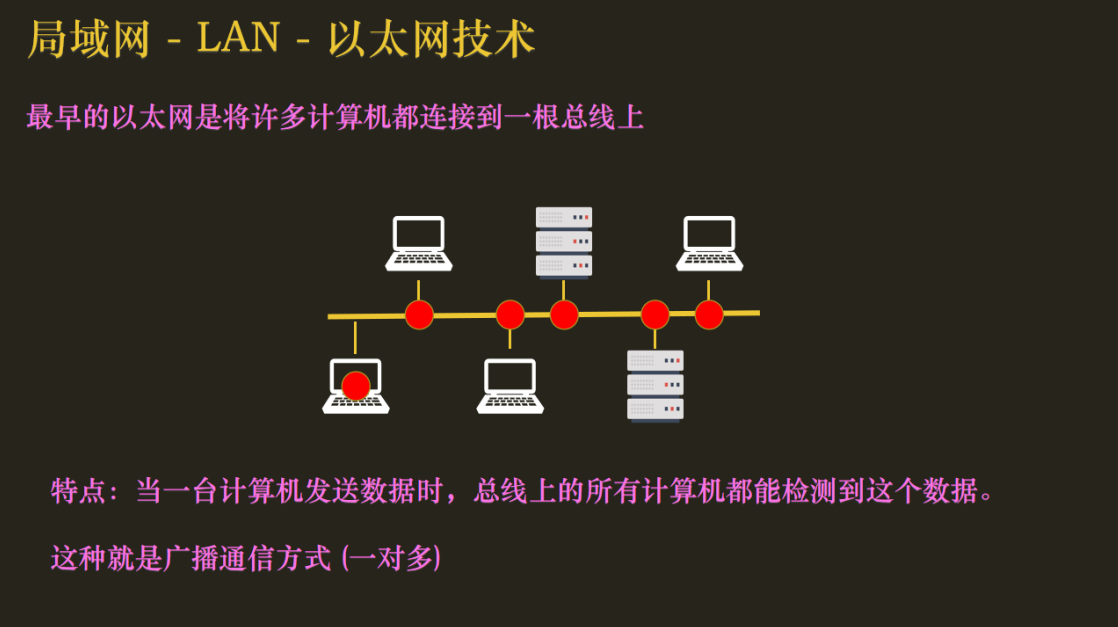 局域网 - LAN - 以太网技术
最早的以太网是将许多计算机都连接到一根总线上
特点：当一台计算机发送数据时，总线上的所有计算机都能检测到这个数据。
这种就是广播通信方式 (一对多)